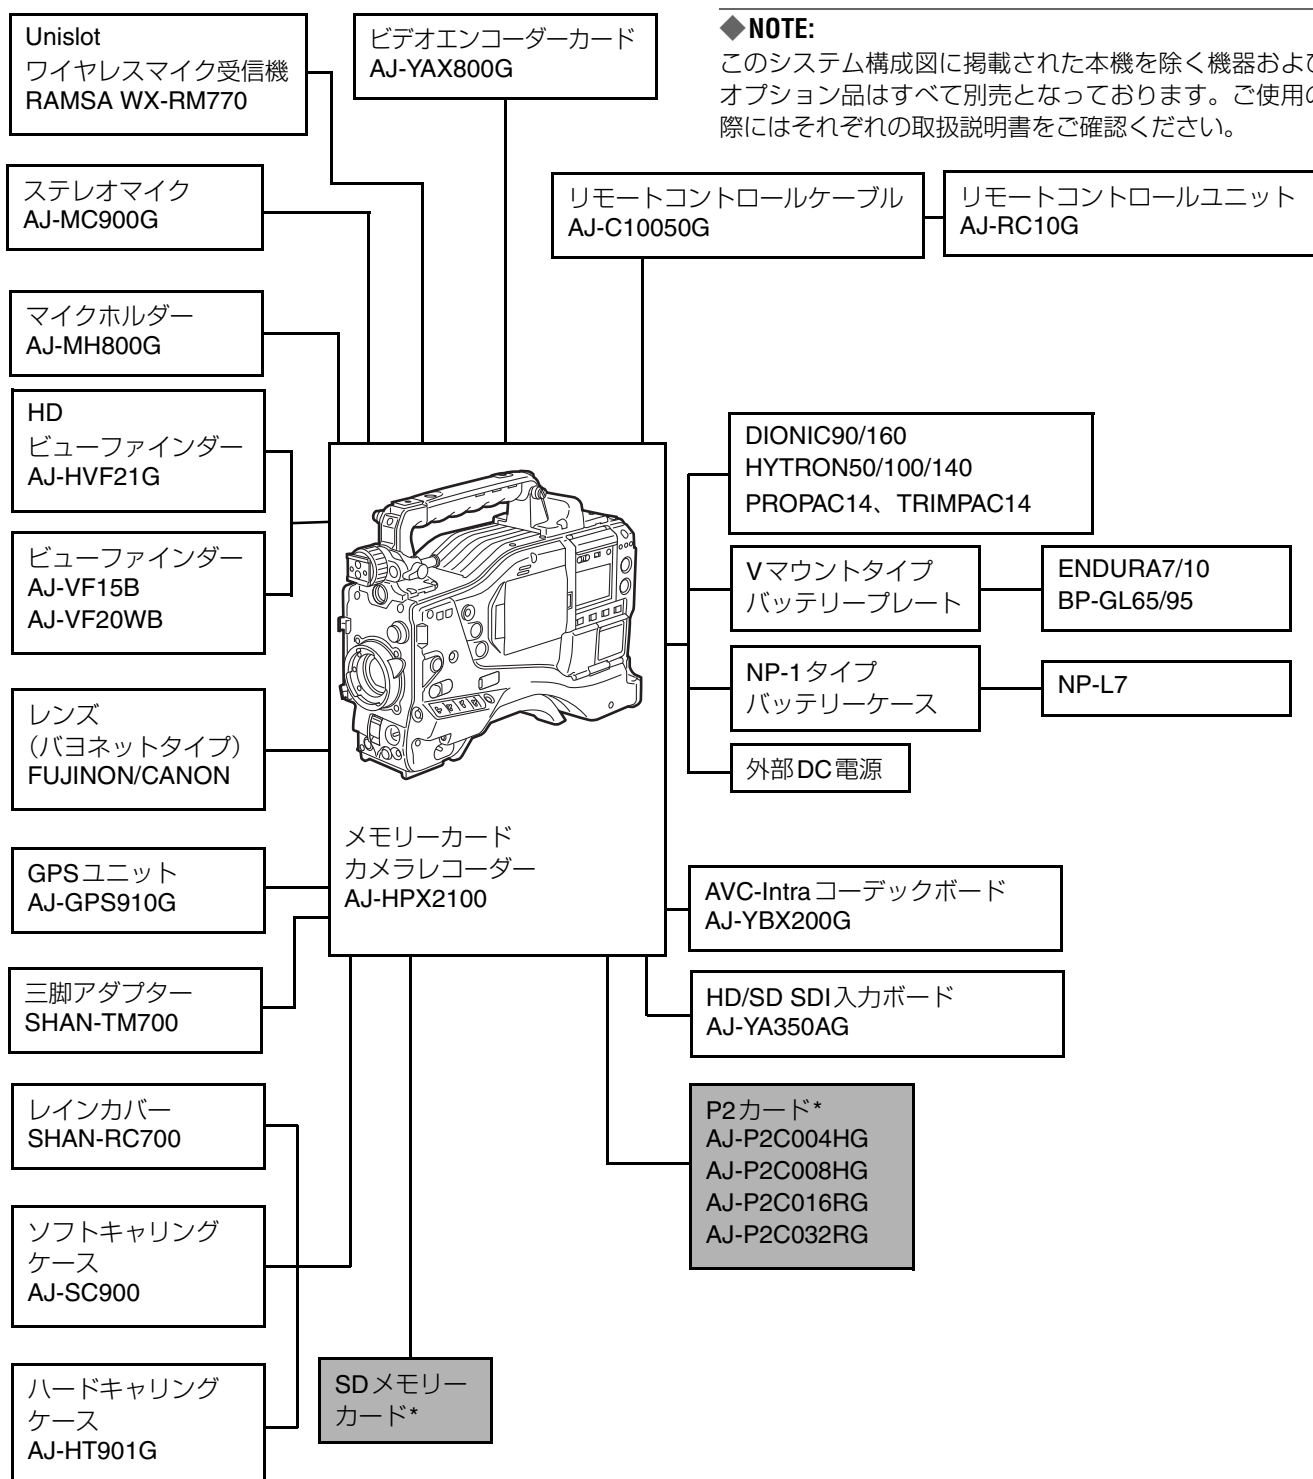 Unislot
ワイヤレスマイク受信機
RAMSA WX-RM770
ビデオエンコーダーカード
AJ-YAX800G
◆NOTE:
このシステム構成図に掲載された本機を除く機器および
オプション品はすべて別売となっております。ご使用の
際にはそれぞれの取扱説明書をご確認ください。
ステレオマイク
AJ-MC900G
リモートコントロールケーブル
AJ-C10050G
リモートコントロールユニット
AJ-RC10G
マイクホルダー
AJ-MH800G
HD
ビューファインダー
AJ-HVF21G
ビューファインダー
AJ-VF15B
AJ-VF20WB
レンズ
（バヨネットタイプ）
FUJINON/CANON
GPSユニット
AJ-GPS910G
三脚アダプター
SHAN-TM700
レインカバー
SHAN-RC700
ソフトキャリング
ケース
AJ-SC900
ハードキャリング
ケース
AJ-HT901G
メモリーカード
カメラレコーダー
AJ-HPX2100
SDメモリー
カード*
DIONIC90/160
HYTRON50/100/140
PROPAC14、TRIMPAC14
Vマウントタイプ
バッテリープレート
ENDURA7/10
BP-GL65/95
NP-1タイプ
バッテリーケース
NP-L7
外部DC電源
AVC-Intraコーデックボード
AJ-YBX200G
HD/SD SDI入力ボード
AJ-YA350AG
P2カード*
AJ-P2C004HG
AJ-P2C008HG
AJ-P2C016RG
AJ-P2C032RG